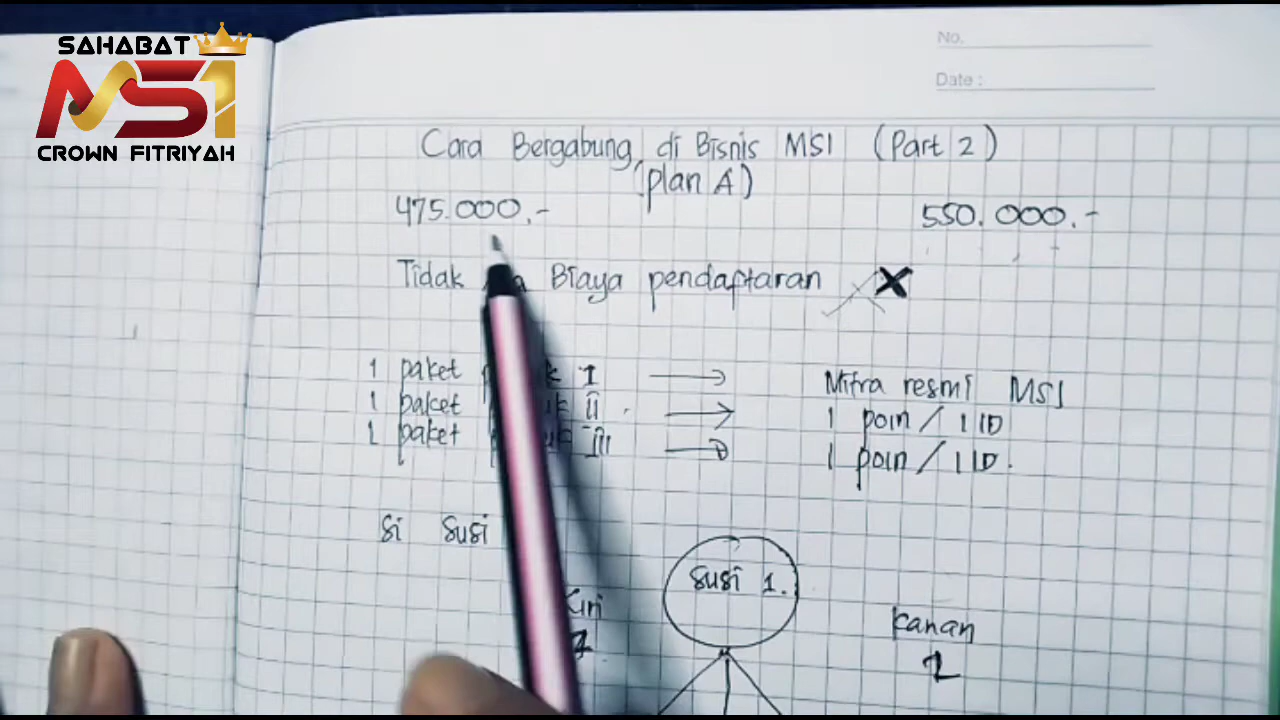 SAHABAT
MS1
CROWN FITRIYAH
No.
Date :
Cara Bergabung di Bisnis MSI (Part 2)
(plan A)
475.000.-
550.000.-
Tidak Biaya pendaftaran
1 paket I → Mitra resmi MSI
1 paket II → 1 poin / 1 ID
1 paket III → 1 poin / 1 ID.
Si Susi
Susi 1.
Kiri
Kanan
1